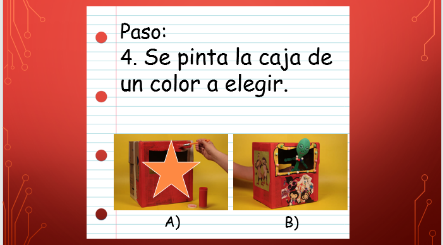 Paso:
4. Se pinta la caja de
un color a elegir.
A)
B)